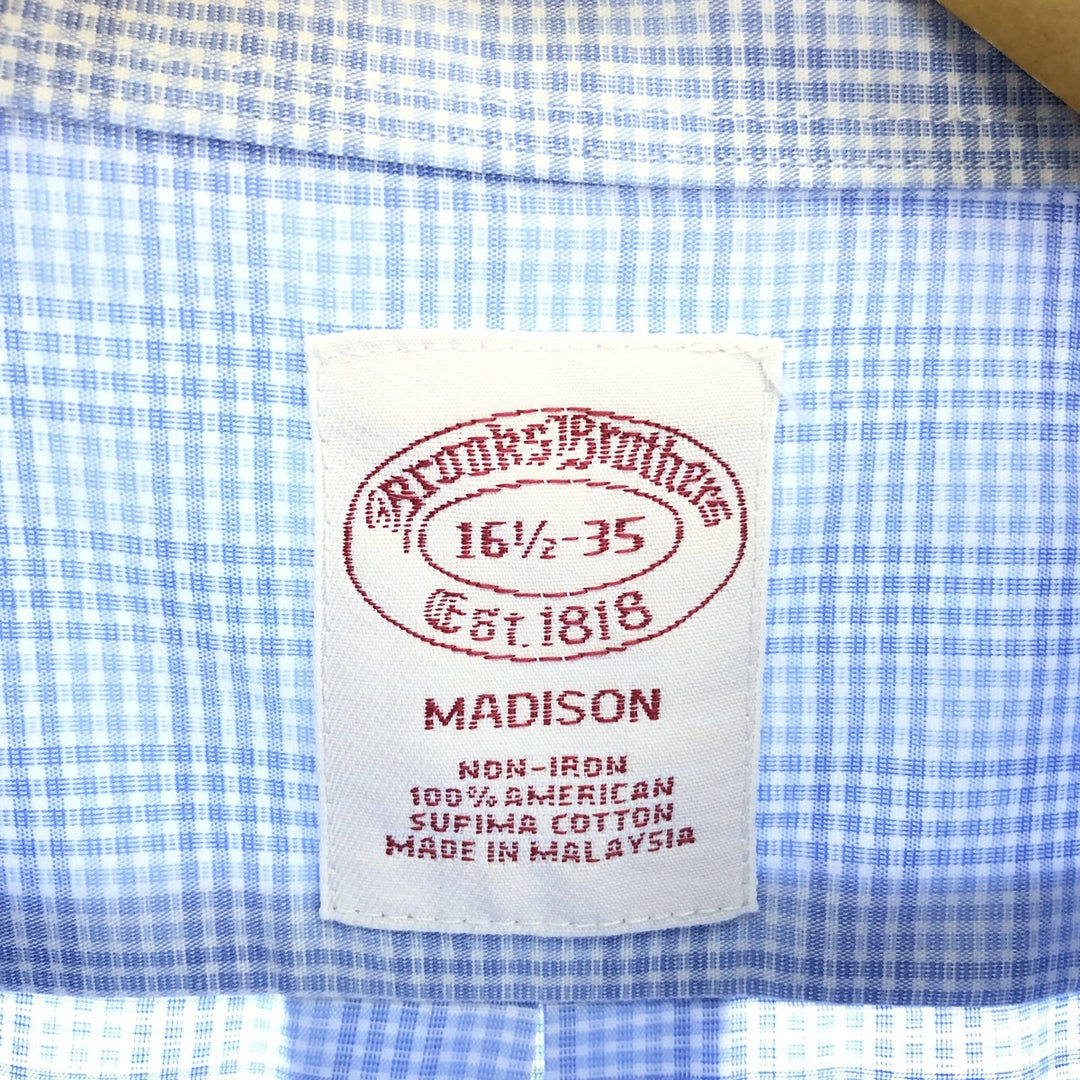 Brooks Brothers
16½-35
Est. 1818
MADISON
NON-IRON
100% AMERICAN
SUPIMA COTTON
MADE IN MALAYSIA